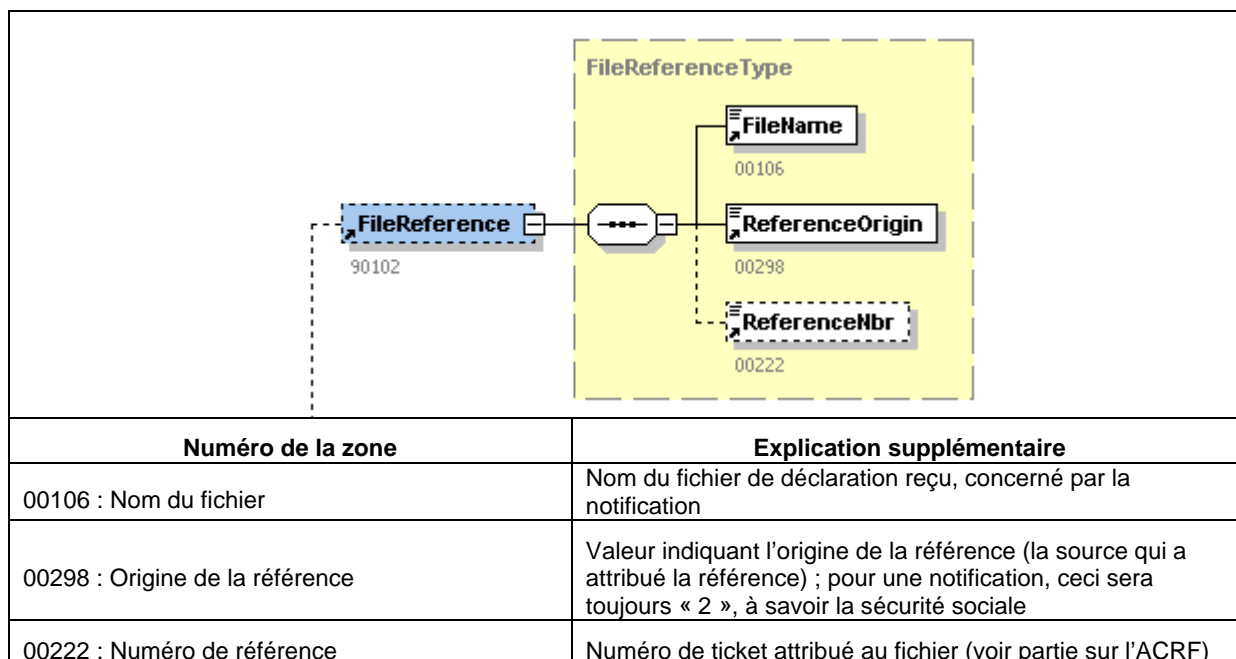 FileReferenceType
FileName
00106
FileReference
90102
ReferenceOrigin
00298
ReferenceNbr
00222
Numéro de la zone
Explication supplémentaire
00106 : Nom du fichier
Nom du fichier de déclaration reçu, concerné par la
notification
00298 : Origine de la référence
Valeur indiquant l’origine de la référence (la source qui a
attribué la référence) ; pour une notification, ceci sera
toujours « 2 », à savoir la sécurité sociale
00222 : Numéro de référence
Numéro de ticket attribué au fichier (voir partie sur l’ACRF)